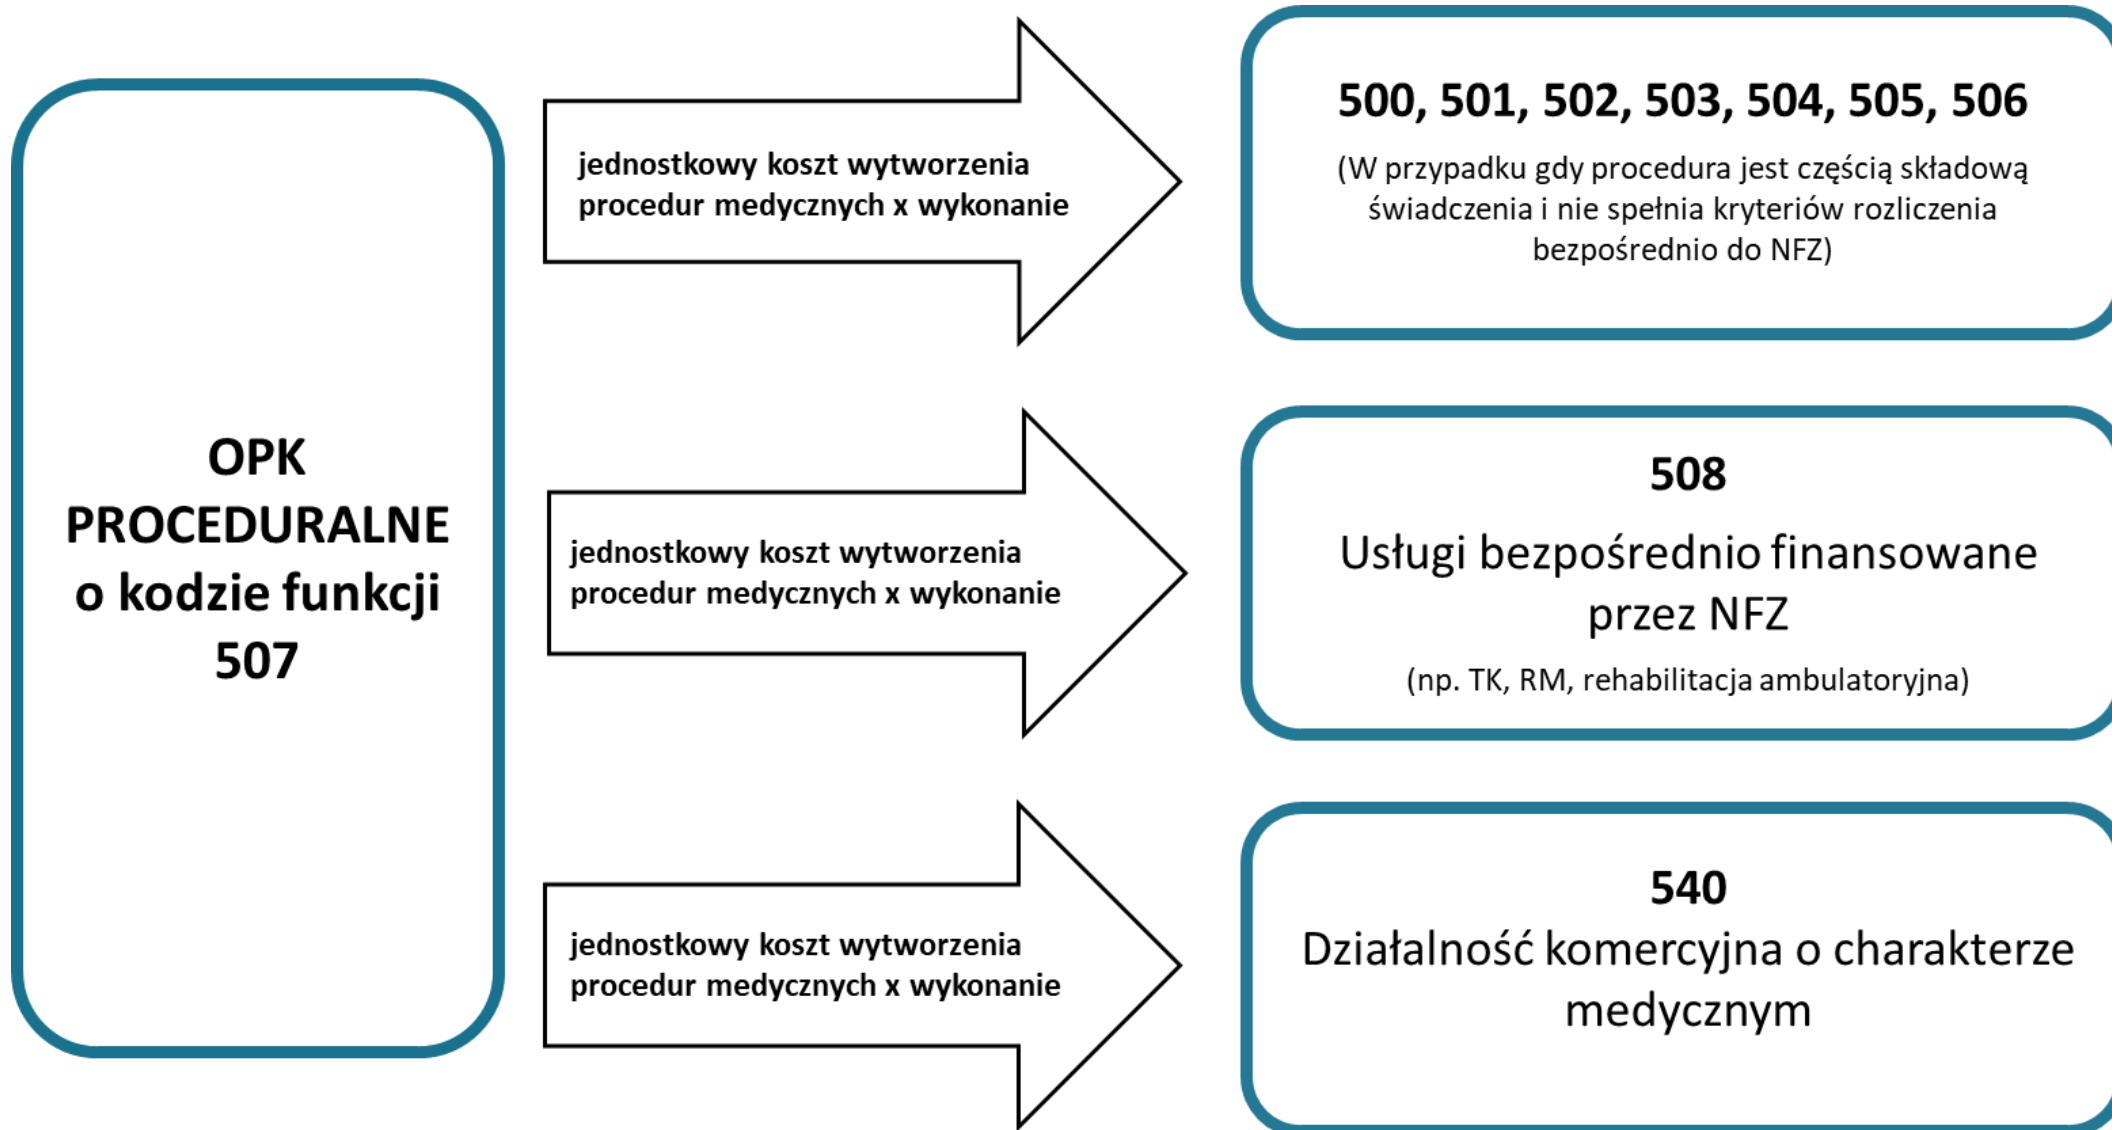 OPK
PROCEDURALNE
o kodzie funkcji
507
jednostkowy koszt wytworzenia
procedur medycznych x wykonanie
500, 501, 502, 503, 504, 505, 506
(W przypadku gdy procedura jest częścią składową
świadczenia i nie spełnia kryteriów rozliczenia
bezpośrednio do NFZ)
jednostkowy koszt wytworzenia
procedur medycznych x wykonanie
508
Usługi bezpośrednio finansowane
przez NFZ
(np. TK, RM, rehabilitacja ambulatoryjna)
jednostkowy koszt wytworzenia
procedur medycznych x wykonanie
540
Działalność komercyjna o charakterze
medycznym